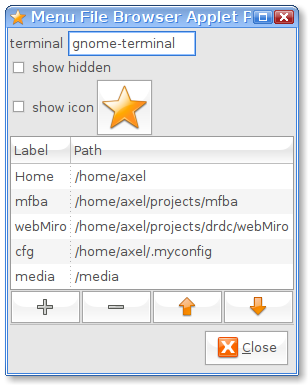 Menu File Browser Applet P
terminal gnome-terminal
show hidden
show icon
Label Path
Home /home/axel
mfba /home/axel/projects/mfba
webMiro /home/axel/projects/drdc/webMiro
cfg /home/axel/.myconfig
media /media
Close